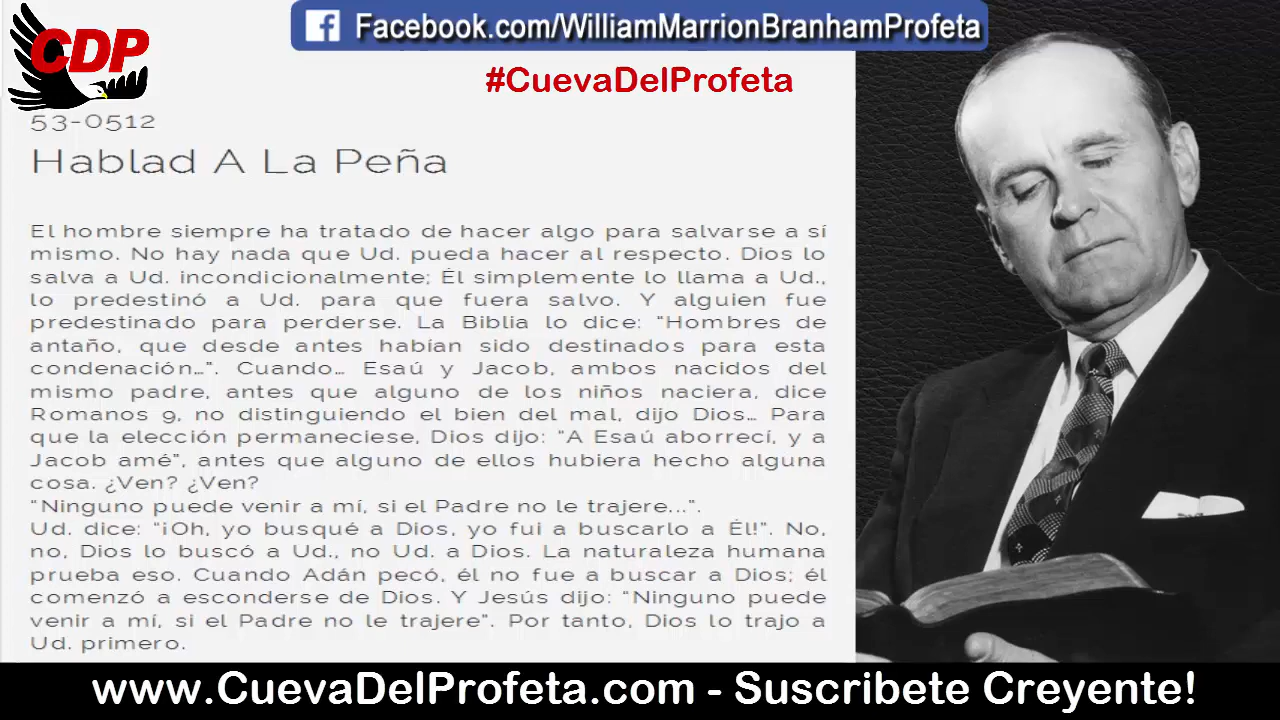 CDP
Facebook.com/WilliamMarrionBranhamProfeta
#CuevaDelProfeta
53-0512
Hablad A La Peña
El hombre siempre ha tratado de hacer algo para salvarse a sí
mismo. No hay nada que Ud. pueda hacer al respecto. Dios lo
salva a Ud. incondicionalmente; Él simplemente lo llama a Ud.,
lo predestinó a Ud. para que fuera salvo. Y alguien fue
predestinado para perderse. La Biblia lo dice: "Hombres de
antaño, que desde antes habían sido destinados para esta
condenación…". Cuando… Esaú y Jacob, ambos nacidos del
mismo padre, antes que alguno de los niños naciera, dice
Romanos 9, no distinguiendo el bien del mal, dijo Dios… Para
que la elección permaneciese, Dios dijo: "A Esaú aborrecí, y a
Jacob amé", antes que alguno de ellos hubiera hecho alguna
cosa. ¿Ven? ¿Ven?
"Ninguno puede venir a mí, si el Padre no le trajere...".
Ud. dice: "¡Oh, yo busqué a Dios, yo fui a buscarlo a Él!". No,
no, Dios lo buscó a Ud., no Ud. a Dios. La naturaleza humana
prueba eso. Cuando Adán pecó, él no fue a buscar a Dios; él
comenzó a esconderse de Dios. Y Jesús dijo: "Ninguno puede
venir a mí, si el Padre no le trajere". Por tanto, Dios lo trajo a
Ud. primero.
www.CuevaDelProfeta.com - Suscribete Creyente!